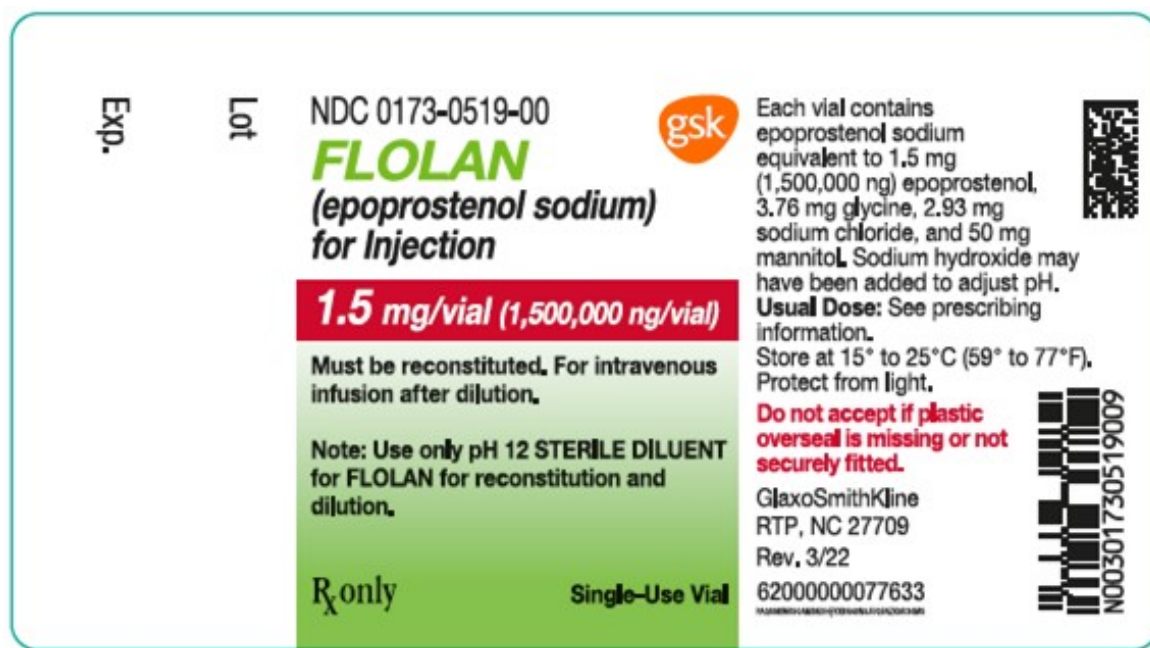 Exp.
Lot
NDC 0173-0519-00
gsk
FLOLAN
(epoprostenol sodium)
for Injection
1.5 mg/vial (1,500,000 ng/vial)
Must be reconstituted. For intravenous
infusion after dilution.
Note: Use only pH 12 STERILE DILUENT
for FLOLAN for reconstitution and
dilution.
Rx only
Single-Use Vial
Each vial contains
epoprostenol sodium
equivalent to 1.5 mg
(1,500,000 ng) epoprostenol,
3.76 mg glycine, 2.93 mg
sodium chloride, and 50 mg
mannitol. Sodium hydroxide may
have been added to adjust pH.
Usual Dose: See prescribing
information.
Store at 15° to 25°C (59° to 77°F).
Protect from light.
Do not accept if plastic
overseal is missing or not
securely fitted.
GlaxoSmithKline
RTP, NC 27709
Rev. 3/22
62000000077633
N00301730519009